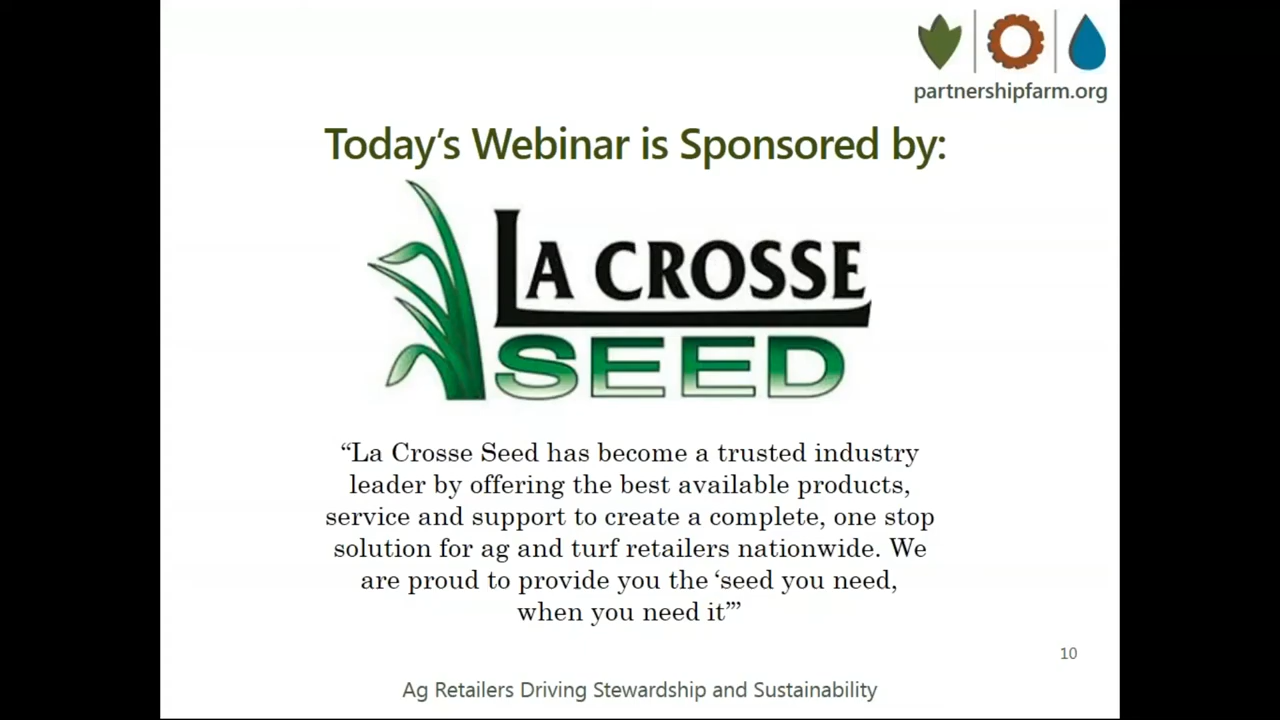 partnershipfarm.org
Today’s Webinar is Sponsored by:
LA CROSSE
SEED
“La Crosse Seed has become a trusted industry
leader by offering the best available products,
service and support to create a complete, one stop
solution for ag and turf retailers nationwide. We
are proud to provide you the ‘seed you need,
when you need it’”
10
Ag Retailers Driving Stewardship and Sustainability